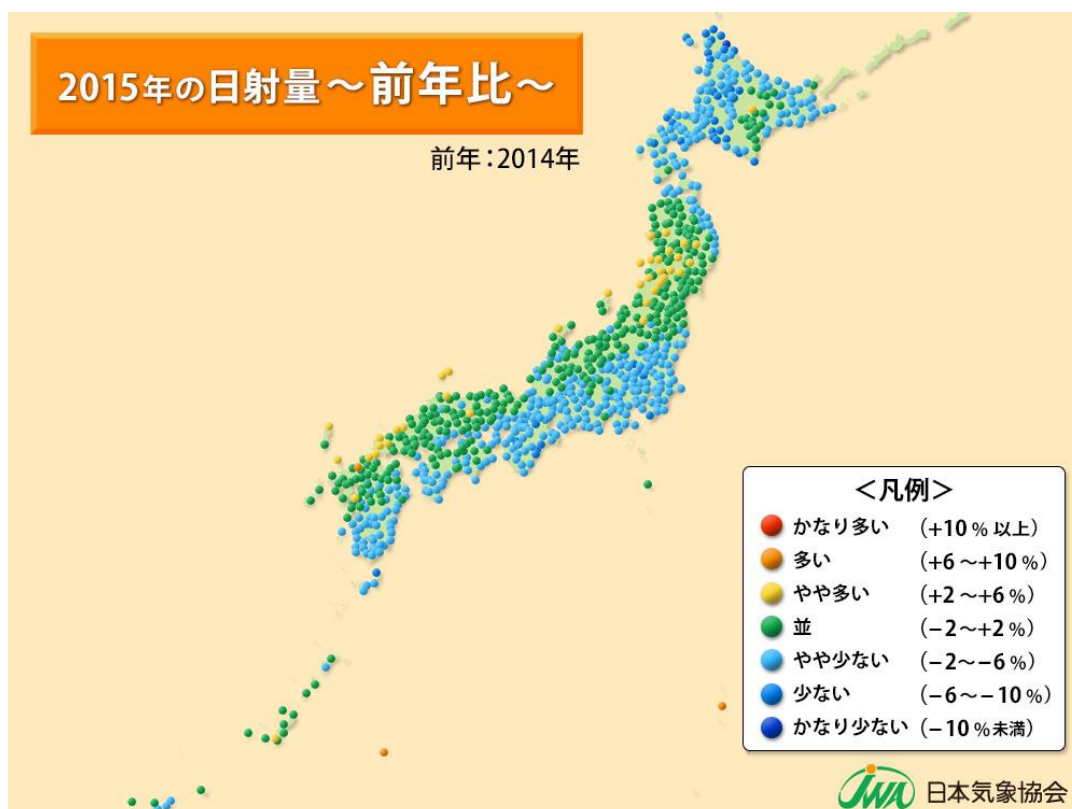 2015年の日射量～前年比～
前年：2014年
＜凡例＞
かなり多い （+10 % 以上）
多い （+6～+10 %）
やや多い （+2～+6 %）
並 （−2～+2 %）
やや少ない （−2～−6 %）
少ない （−6～−10 %）
かなり少ない （−10 % 未満）
JWA 日本気象協会